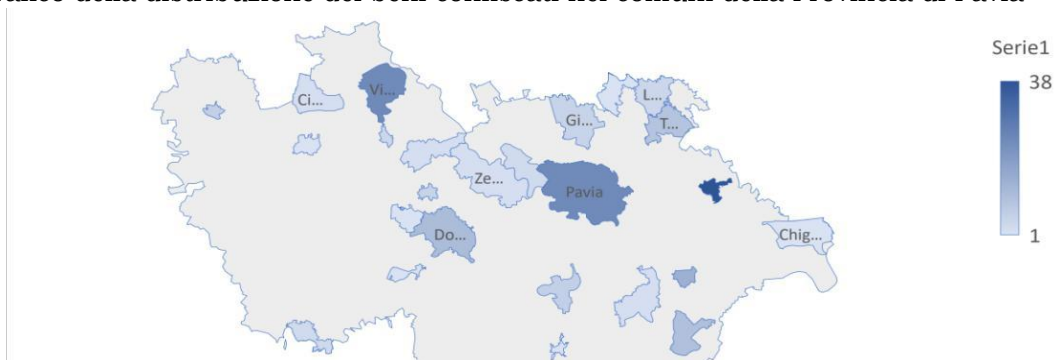 della distribuzione dei beni confiscati nei comuni della Provincia di Pavia
Serie1
38
1
Ci...
Vi...
Gi...
L...
T...
Ze...
Pavia
Do...
Chig...